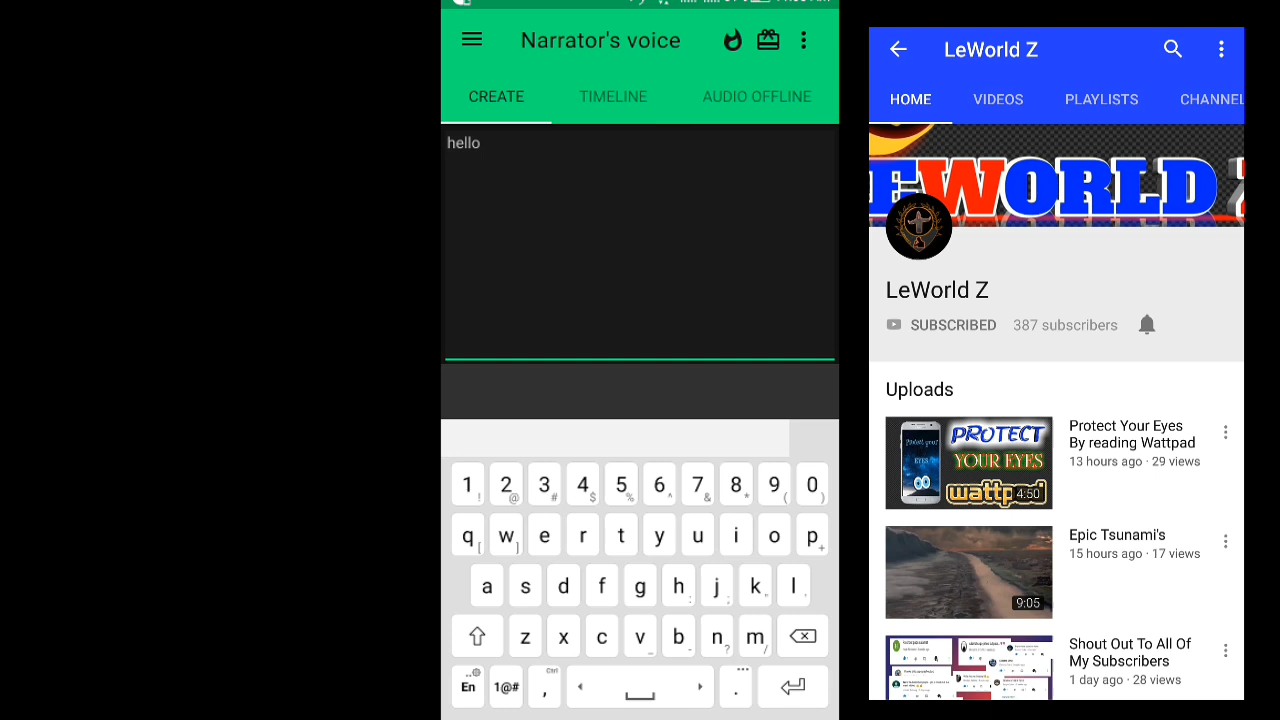 Narrator's voice
CREATE
TIMELINE
AUDIO OFFLINE
hello
1 2 3 4 5 6 7 8 9 0
! @ # $ % ^ & * ( )
q w e r t y u i o p
[ ] +
a s d f g h j k l
z x c v b n m
En 1@# Ctrl , .
LeWorld Z
HOME
VIDEOS
PLAYLISTS
CHANNEL
EWORLD
LeWorld Z
SUBSCRIBED 387 subscribers
Uploads
PROTECT
YOUR EYES
wattpad
4:50
Protect Your Eyes
By reading Wattpad
13 hours ago · 29 views
9:05
Epic Tsunami's
15 hours ago · 17 views
Shout Out To All Of
My Subscribers
1 day ago · 28 views